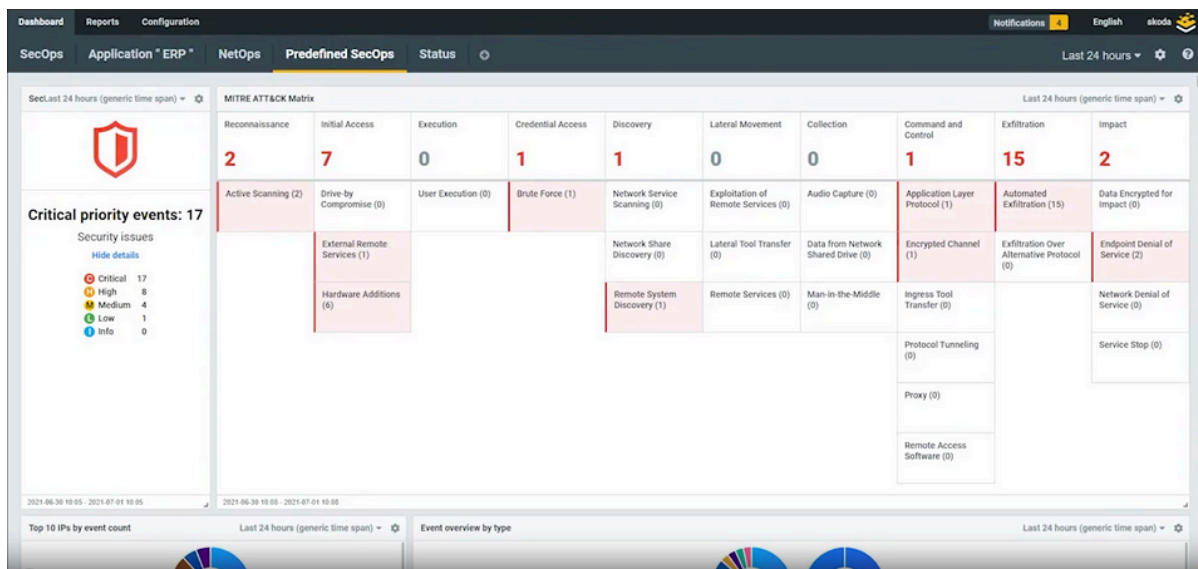 Dashboard Reports Configuration Notifications 4 English skoda
SecOps Application " ERP " NetOps Predefined SecOps Status Last 24 hours
SecLast 24 hours (generic time span)
Critical priority events: 17
Security issues
Hide details
C Critical 17
H High 8
M Medium 4
L Low 1
I Info 0
2021-06-30 10:05 - 2021-07-01 10:05
MITRE ATT&CK Matrix Last 24 hours (generic time span)
Reconnaissance
2
Active Scanning (2)
Initial Access
7
Drive-by
Compromise (0)
External Remote
Services (1)
Hardware Additions
(6)
Execution
0
User Execution (0)
Credential Access
1
Brute Force (1)
Discovery
1
Network Service
Scanning (0)
Network Share
Discovery (0)
Remote System
Discovery (1)
Lateral Movement
0
Exploitation of
Remote Services (0)
Lateral Tool Transfer
(0)
Remote Services (0)
Collection
0
Audio Capture (0)
Data from Network
Shared Drive (0)
Man-in-the-Middle
(0)
Command and
Control
1
Application Layer
Protocol (1)
Encrypted Channel
(1)
Ingress Tool
Transfer (0)
Protocol Tunneling
(0)
Proxy (0)
Remote Access
Software (0)
Exfiltration
15
Automated
Exfiltration (15)
Exfiltration Over
Alternative Protocol
(0)
Impact
2
Data Encrypted for
Impact (0)
Endpoint Denial of
Service (2)
Network Denial of
Service (0)
Service Stop (0)
2021-06-30 10:08 - 2021-07-01 10:08
Top 10 IPs by event count Last 24 hours (generic time span)
Event overview by type Last 24 hours (generic time span)